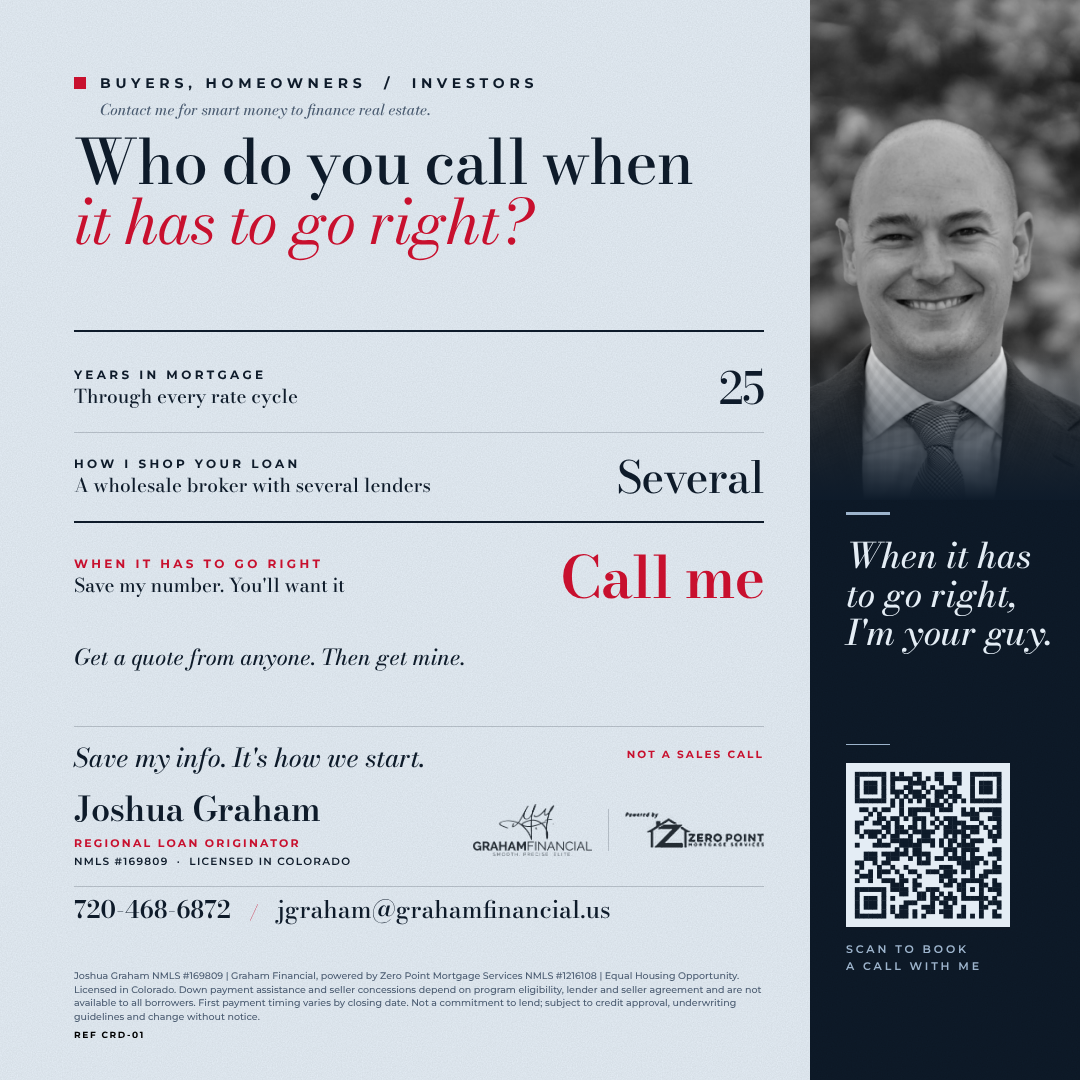 BUYERS, HOMEOWNERS / INVESTORS
Contact me for smart money to finance real estate.
Who do you call when
it has to go right?
YEARS IN MORTGAGE
Through every rate cycle
25
HOW I SHOP YOUR LOAN
A wholesale broker with several lenders
Several
WHEN IT HAS TO GO RIGHT
Save my number. You'll want it
Call me
Get a quote from anyone. Then get mine.
Save my info. It's how we start.
NOT A SALES CALL
Joshua Graham
REGIONAL LOAN ORIGINATOR
NMLS #169809 · LICENSED IN COLORADO
GRAHAMFINANCIAL
SMOOTH. PRECISE. ELITE.
Powered by
ZERO POINT
MORTGAGE SERVICES
720-468-6872 / jgraham@grahamfinancial.us
Joshua Graham NMLS #169809 | Graham Financial, powered by Zero Point Mortgage Services NMLS #1216108 | Equal Housing Opportunity.
Licensed in Colorado. Down payment assistance and seller concessions depend on program eligibility, lender and seller agreement and are not
available to all borrowers. First payment timing varies by closing date. Not a commitment to lend; subject to credit approval, underwriting
guidelines and change without notice.
REF CRD-01
When it has
to go right,
I'm your guy.
SCAN TO BOOK
A CALL WITH ME